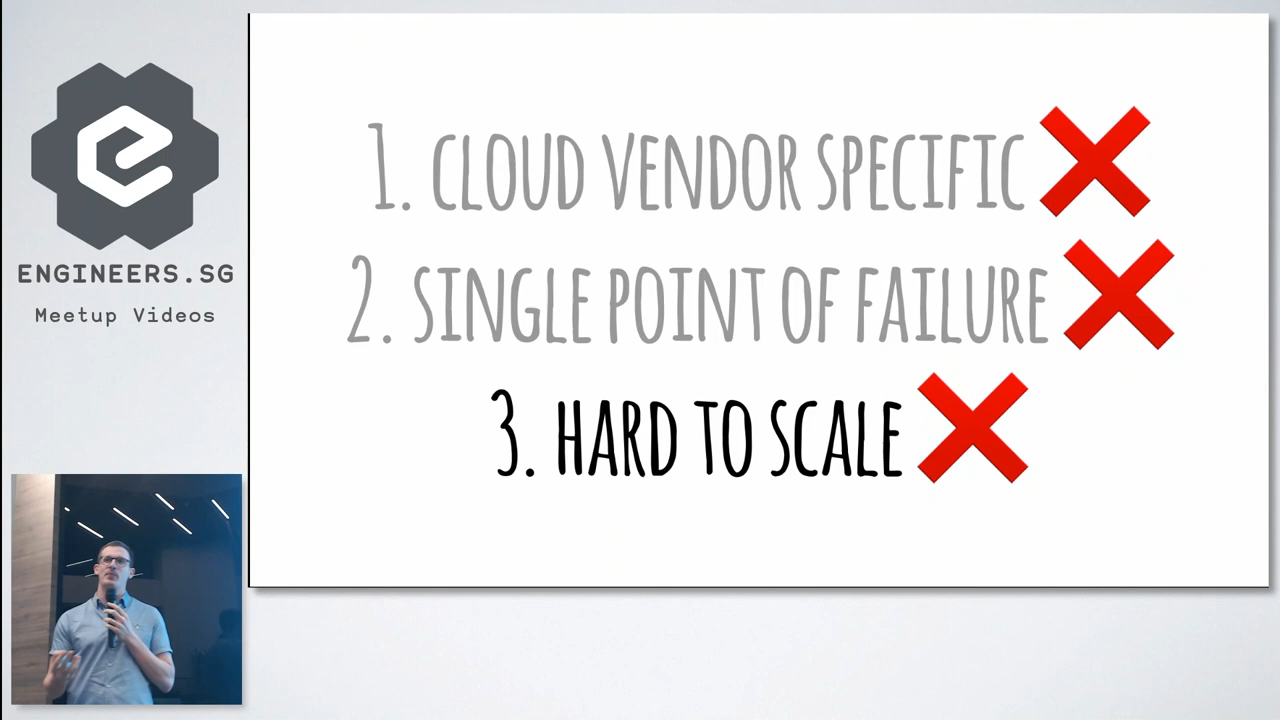 ENGINEERS.SG
Meetup Videos
1. CLOUD VENDOR SPECIFIC ❌
2. SINGLE POINT OF FAILURE ❌
3. HARD TO SCALE ❌